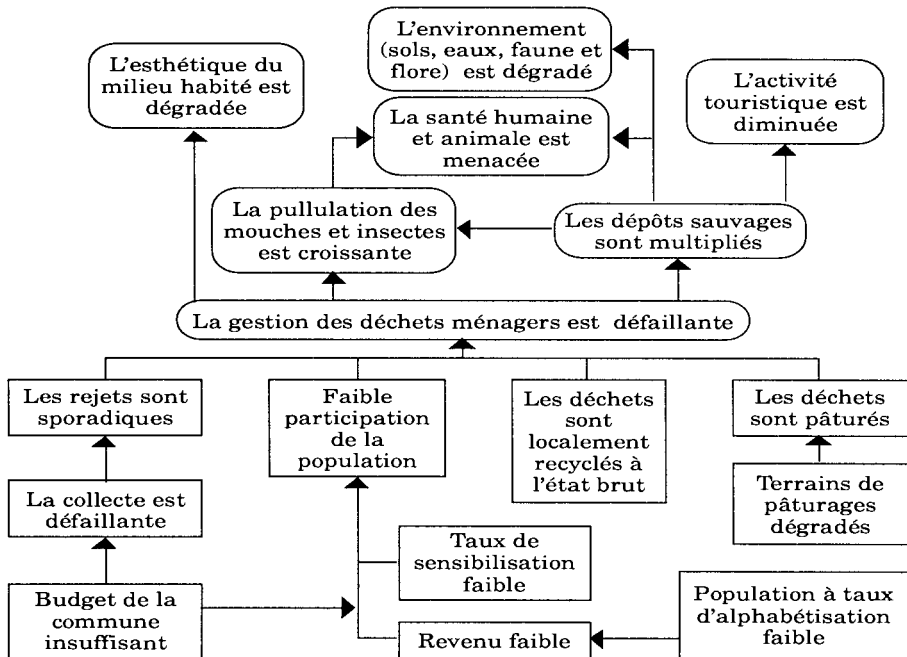 L'environnement
(sols, eaux, faune et
flore) est dégradé
L'esthétique du
milieu habité est
dégradée
L'activité
touristique est
diminuée
La santé humaine
et animale est
menacée
La pullulation des
mouches et insectes
est croissante
Les dépôts sauvages
sont multipliés
La gestion des déchets ménagers est défaillante
Les rejets sont
sporadiques
Faible
participation
de la
population
Les déchets
sont
localement
recyclés à
l'état brut
Les déchets
sont pâturés
La collecte est
défaillante
Terrains de
pâturages
dégradés
Taux de
sensibilisation
faible
Budget de la
commune
insuffisant
Revenu faible
Population à taux
d'alphabétisation
faible